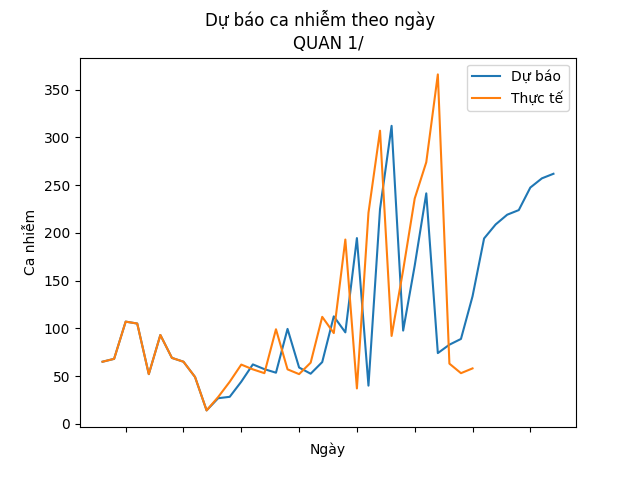 Dự báo ca nhiễm theo ngày
QUAN 1/
Dự báo
Thực tế
350
300
250
200
150
100
50
0
Ca nhiễm
Ngày